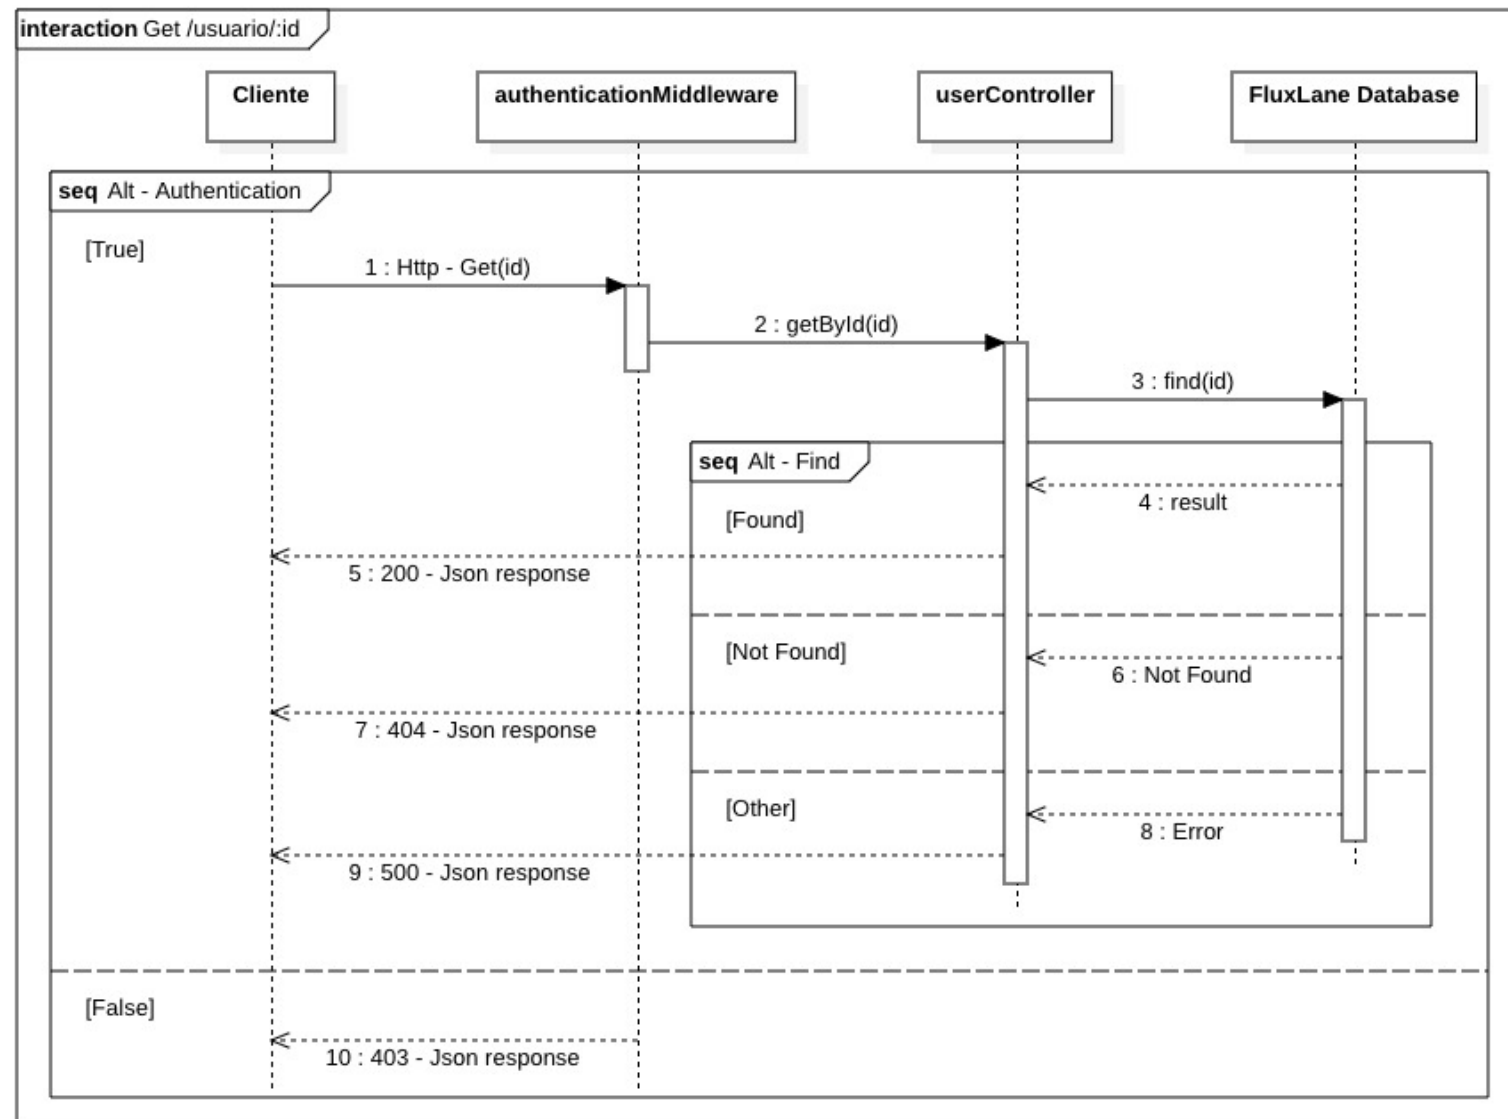 interaction Get /usuario/:id
Cliente
authenticationMiddleware
userController
FluxLane Database
seq Alt - Authentication
[True]
1 : Http - Get(id)
2 : getById(id)
3 : find(id)
seq Alt - Find
4 : result
[Found]
5 : 200 - Json response
[Not Found]
6 : Not Found
7 : 404 - Json response
[Other]
8 : Error
9 : 500 - Json response
[False]
10 : 403 - Json response